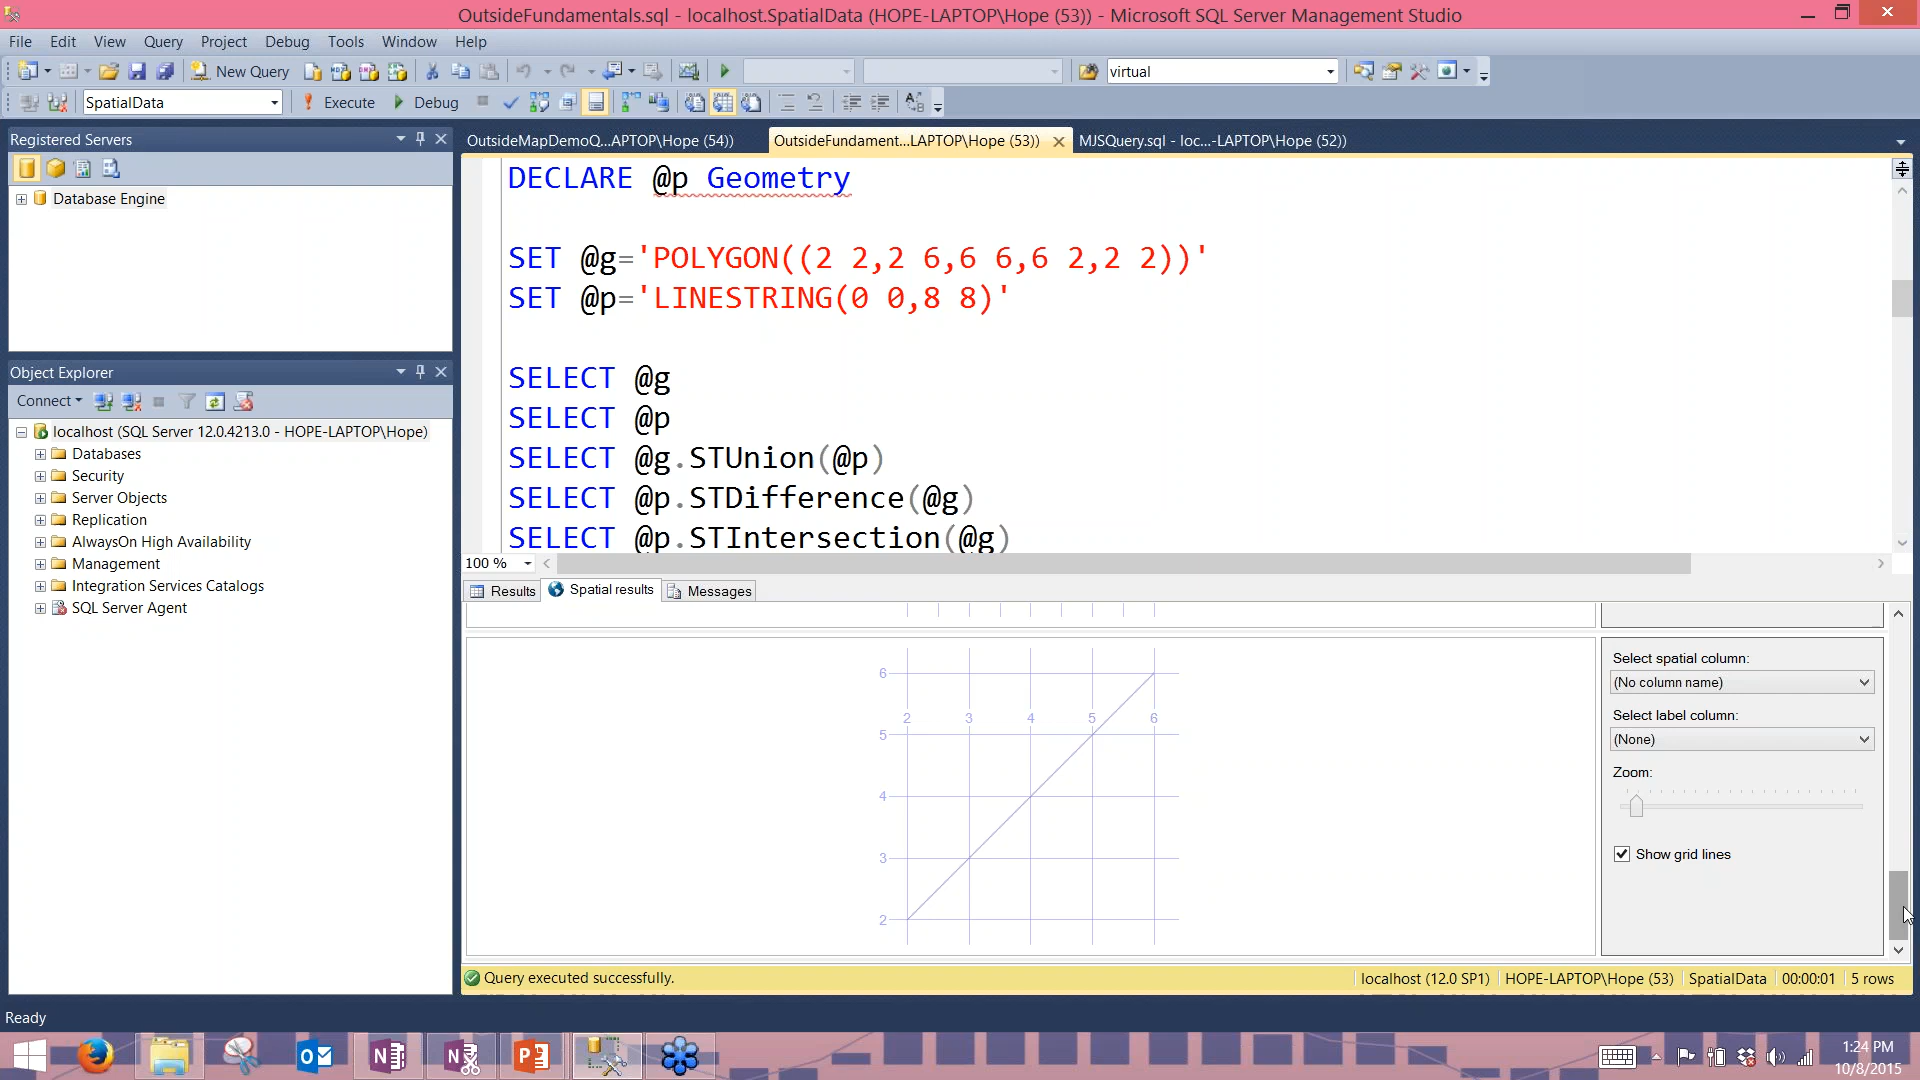 OutsideFundamentals.sql - localhost.SpatialData (HOPE-LAPTOP\Hope (53)) - Microsoft SQL Server Management Studio
File Edit View Query Project Debug Tools Window Help
New Query
virtual
SpatialData
Execute
Debug
Registered Servers
Database Engine
Object Explorer
Connect
localhost (SQL Server 12.0.4213.0 - HOPE-LAPTOP\Hope)
Databases
Security
Server Objects
Replication
AlwaysOn High Availability
Management
Integration Services Catalogs
SQL Server Agent
OutsideMapDemoQ...APTOP\Hope (54))
OutsideFundament...LAPTOP\Hope (53))
MJSQuery.sql - loc...-LAPTOP\Hope (52))
DECLARE @p Geometry
SET @g='POLYGON((2 2,2 6,6 6,6 2,2 2))'
SET @p='LINESTRING(0 0,8 8)'
SELECT @g
SELECT @p
SELECT @g.STUnion(@p)
SELECT @p.STDifference(@g)
SELECT @p.STIntersection(@g)
100 %
Results Spatial results Messages
6
2 3 4 5 6
5
4
3
2
Select spatial column:
(No column name)
Select label column:
(None)
Zoom:
Show grid lines
Query executed successfully.
localhost (12.0 SP1) HOPE-LAPTOP\Hope (53) SpatialData 00:00:01 5 rows
Ready
1:24 PM
10/8/2015